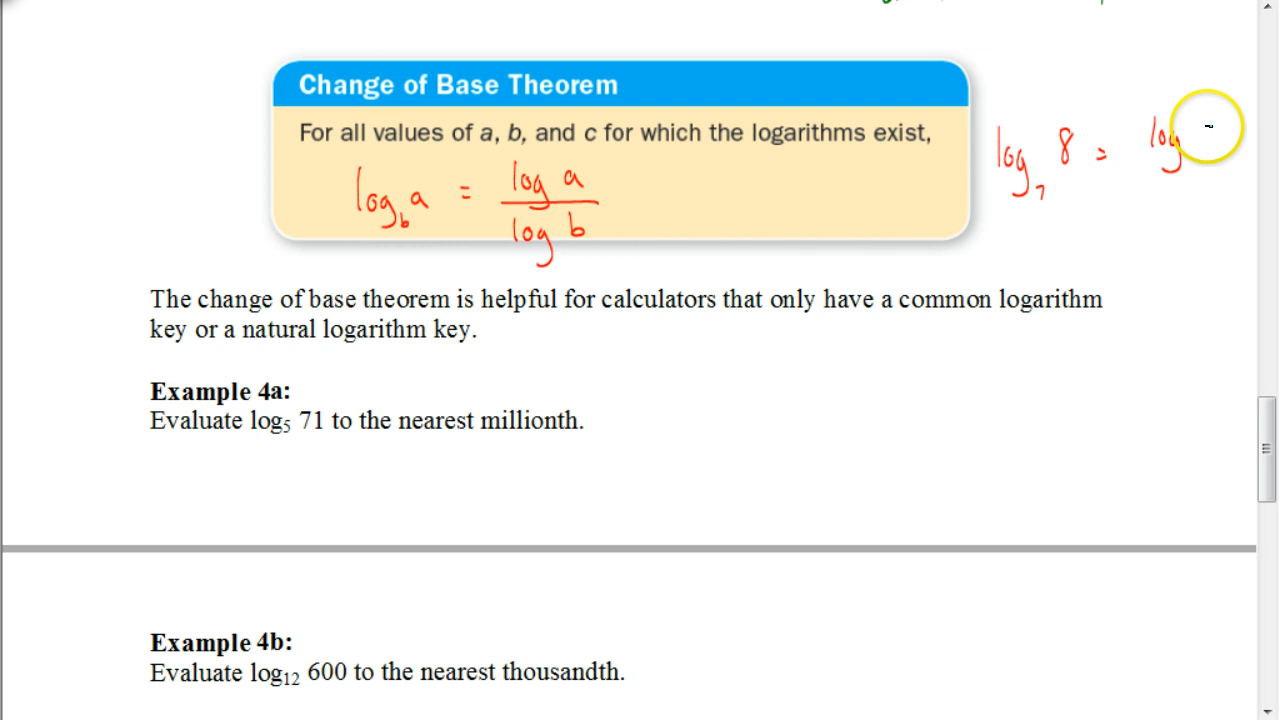 Change of Base Theorem
For all values of a, b, and c for which the logarithms exist,
log_b a = log a / log b
log_7 8 = log
The change of base theorem is helpful for calculators that only have a common logarithm
key or a natural logarithm key.
Example 4a:
Evaluate log₅ 71 to the nearest millionth.
Example 4b:
Evaluate log₁₂ 600 to the nearest thousandth.